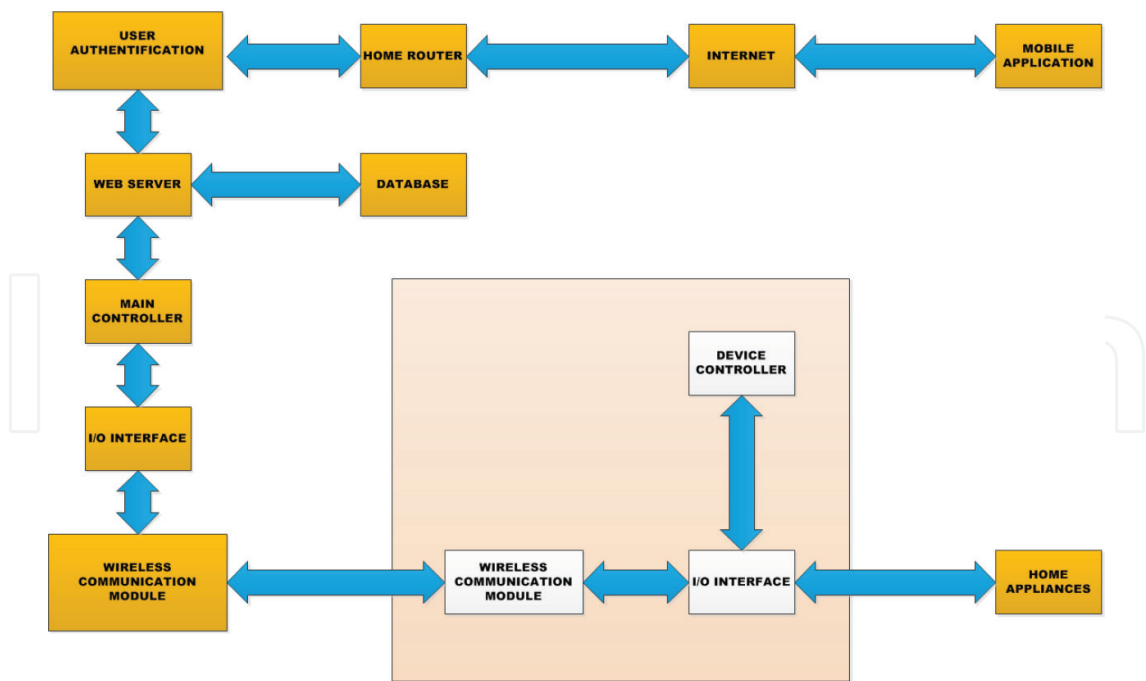 USER
AUTHENTIFICATION
HOME ROUTER
INTERNET
MOBILE
APPLICATION
WEB SERVER
DATABASE
MAIN
CONTROLLER
DEVICE
CONTROLLER
I/O INTERFACE
WIRELESS
COMMUNICATION
MODULE
WIRELESS
COMMUNICATION
MODULE
I/O INTERFACE
HOME
APPLIANCES